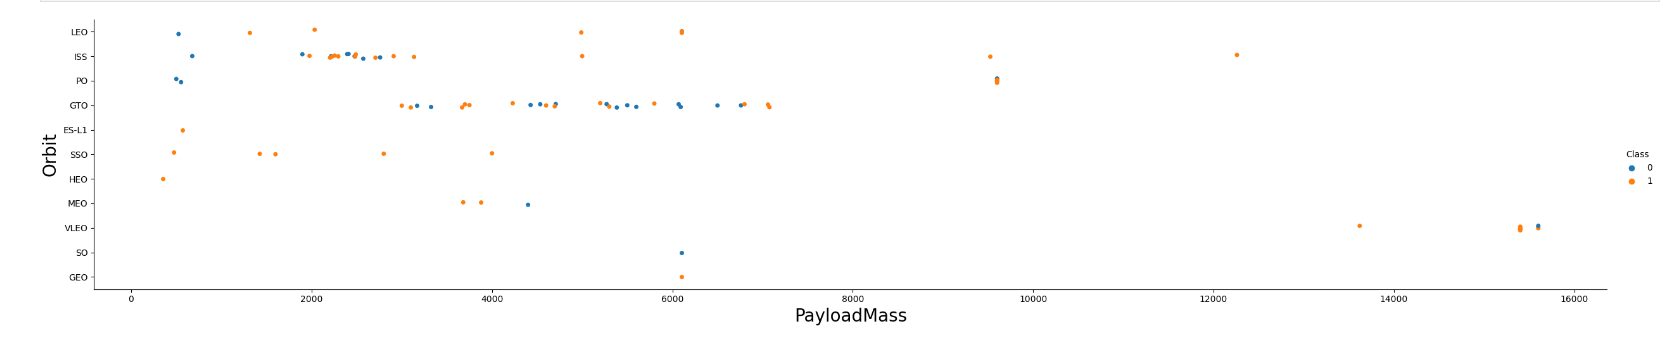 LEO
ISS
PO
GTO
ES-L1
SSO
HEO
MEO
VLEO
SO
GEO
Orbit
0 2000 4000 6000 8000 10000 12000 14000 16000
PayloadMass
Class
0
1